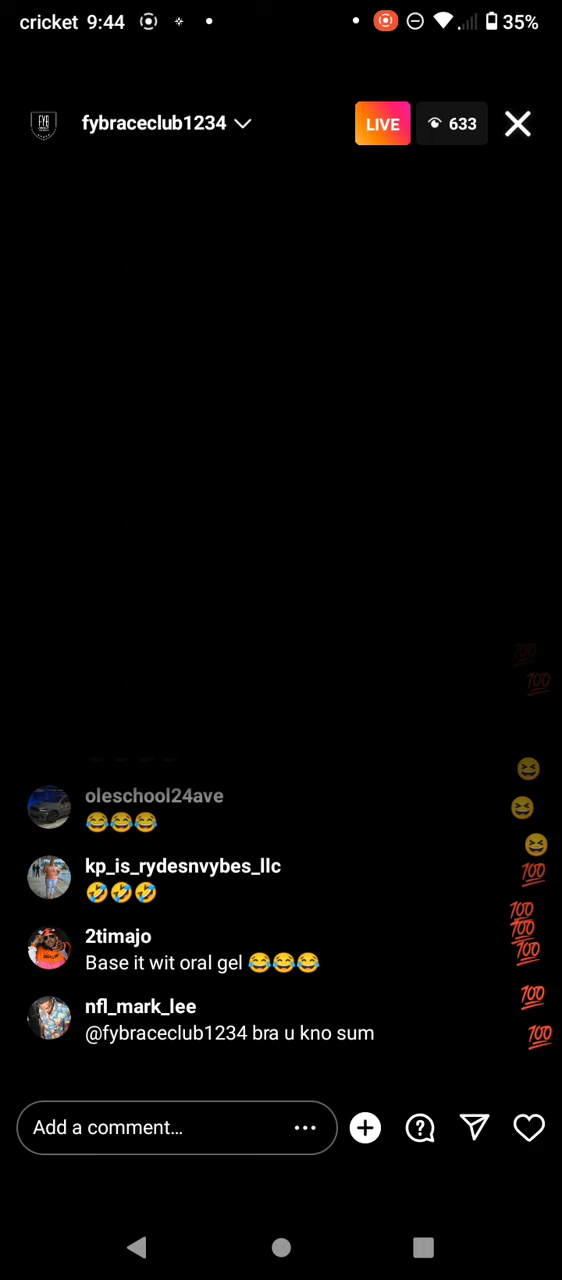 cricket 9:44 35%
FYB
fybraceclub1234 LIVE 633
💯
💯
😆
oleschool24ave
😂😂😂
😆
😆
kp_is_rydesnvybes_llc
🤣🤣🤣
💯
💯
💯
💯
2timajo
Base it wit oral gel 😂😂😂
💯
nfl_mark_lee
@fybraceclub1234 bra u kno sum
💯
Add a comment…